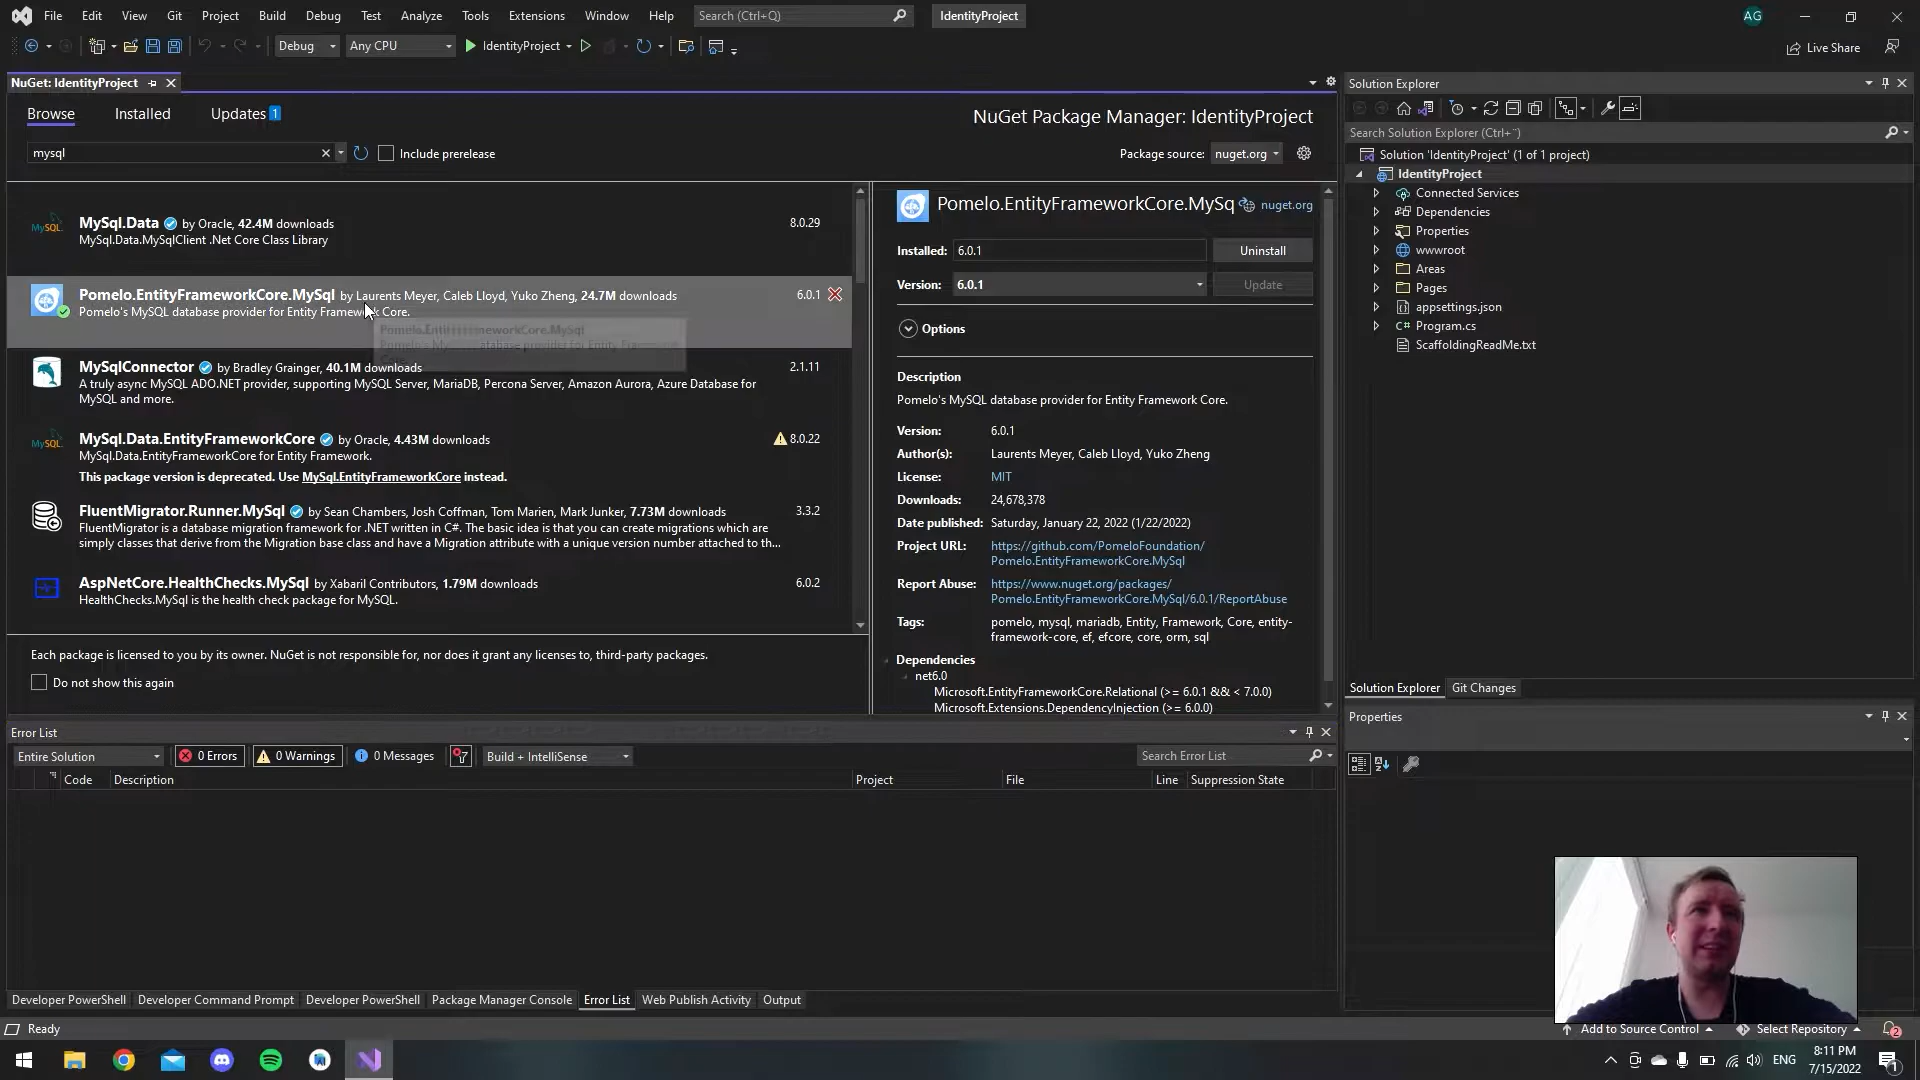 File Edit View Git Project Build Debug Test Analyze Tools Extensions Window Help Search (Ctrl+Q) IdentityProject AG
Debug Any CPU IdentityProject Live Share
NuGet: IdentityProject
Browse Installed Updates 1
NuGet Package Manager: IdentityProject
mysql Include prerelease Package source: nuget.org
MySql.Data by Oracle, 42.4M downloads 8.0.29
MySql.Data.MySqlClient .Net Core Class Library
Pomelo.EntityFrameworkCore.MySql by Laurents Meyer, Caleb Lloyd, Yuko Zheng, 24.7M downloads 6.0.1
Pomelo's MySQL database provider for Entity Framework Core.
MySqlConnector by Bradley Grainger, 40.1M downloads 2.1.11
A truly async MySQL ADO.NET provider, supporting MySQL Server, MariaDB, Percona Server, Amazon Aurora, Azure Database for
MySQL and more.
MySql.Data.EntityFrameworkCore by Oracle, 4.43M downloads 8.0.22
MySql.Data.EntityFrameworkCore for Entity Framework.
This package version is deprecated. Use MySql.EntityFrameworkCore instead.
FluentMigrator.Runner.MySql by Sean Chambers, Josh Coffman, Tom Marien, Mark Junker, 7.73M downloads 3.3.2
FluentMigrator is a database migration framework for .NET written in C#. The basic idea is that you can create migrations which are
simply classes that derive from the Migration base class and have a Migration attribute with a unique version number attached to th...
AspNetCore.HealthChecks.MySql by Xabaril Contributors, 1.79M downloads 6.0.2
HealthChecks.MySql is the health check package for MySQL.
Each package is licensed to you by its owner. NuGet is not responsible for, nor does it grant any licenses to, third-party packages.
Do not show this again
Pomelo.EntityFrameworkCore.MySq nuget.org
Installed: 6.0.1 Uninstall
Version: 6.0.1 Update
Options
Description
Pomelo's MySQL database provider for Entity Framework Core.
Version: 6.0.1
Author(s): Laurents Meyer, Caleb Lloyd, Yuko Zheng
License: MIT
Downloads: 24,678,378
Date published: Saturday, January 22, 2022 (1/22/2022)
Project URL: https://github.com/PomeloFoundation/
Pomelo.EntityFrameworkCore.MySql
Report Abuse: https://www.nuget.org/packages/
Pomelo.EntityFrameworkCore.MySql/6.0.1/ReportAbuse
Tags: pomelo, mysql, mariadb, Entity, Framework, Core, entity-
framework-core, ef, efcore, core, orm, sql
Dependencies
net6.0
Microsoft.EntityFrameworkCore.Relational (>= 6.0.1 && < 7.0.0)
Microsoft.Extensions.DependencyInjection (>= 6.0.0)
Solution Explorer
Search Solution Explorer (Ctrl+¨)
Solution 'IdentityProject' (1 of 1 project)
IdentityProject
Connected Services
Dependencies
Properties
wwwroot
Areas
Pages
appsettings.json
C# Program.cs
ScaffoldingReadMe.txt
Solution Explorer Git Changes
Properties
Error List
Entire Solution 0 Errors 0 Warnings 0 Messages Build + IntelliSense Search Error List
Code Description Project File Line Suppression State
Developer PowerShell Developer Command Prompt Developer PowerShell Package Manager Console Error List Web Publish Activity Output
Ready Add to Source Control Select Repository 2
ENG 8:11 PM
7/15/2022 1